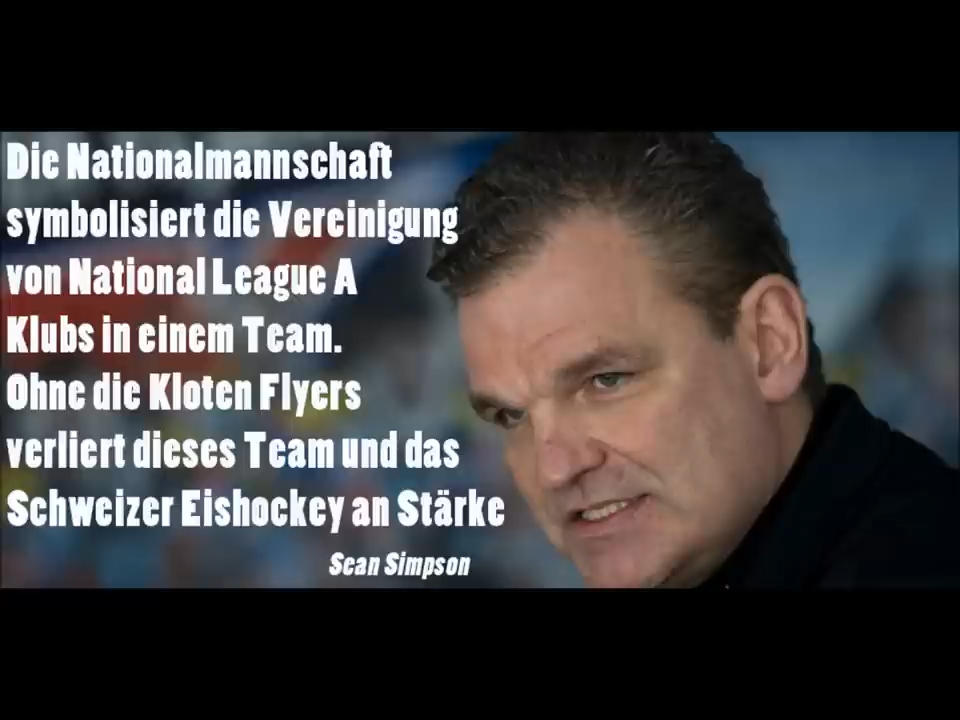 Die Nationalmannschaft
symbolisiert die Vereinigung
von National League A
Klubs in einem Team.
Ohne die Kloten Flyers
verliert dieses Team und das
Schweizer Eishockey an Stärke
Sean Simpson